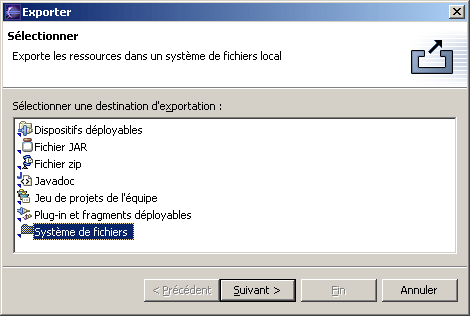 Exporter
Sélectionner
Exporte les ressources dans un système de fichiers local
Sélectionner une destination d'exportation :
Dispositifs déployables
Fichier JAR
Fichier zip
Javadoc
Jeu de projets de l'équipe
Plug-in et fragments déployables
Système de fichiers
< Précédent Suivant > Fin Annuler